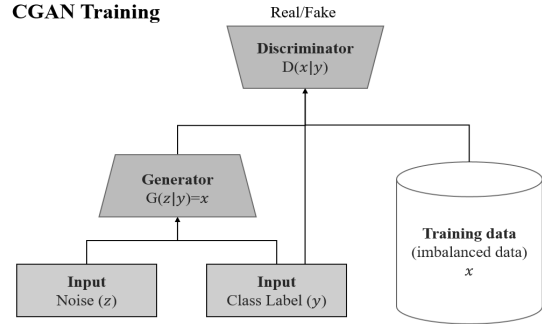 CGAN Training
Real/Fake
Discriminator
D(x|y)
Generator
G(z|y)=x
Input
Noise (z)
Input
Class Label (y)
Training data
(imbalanced data)
x